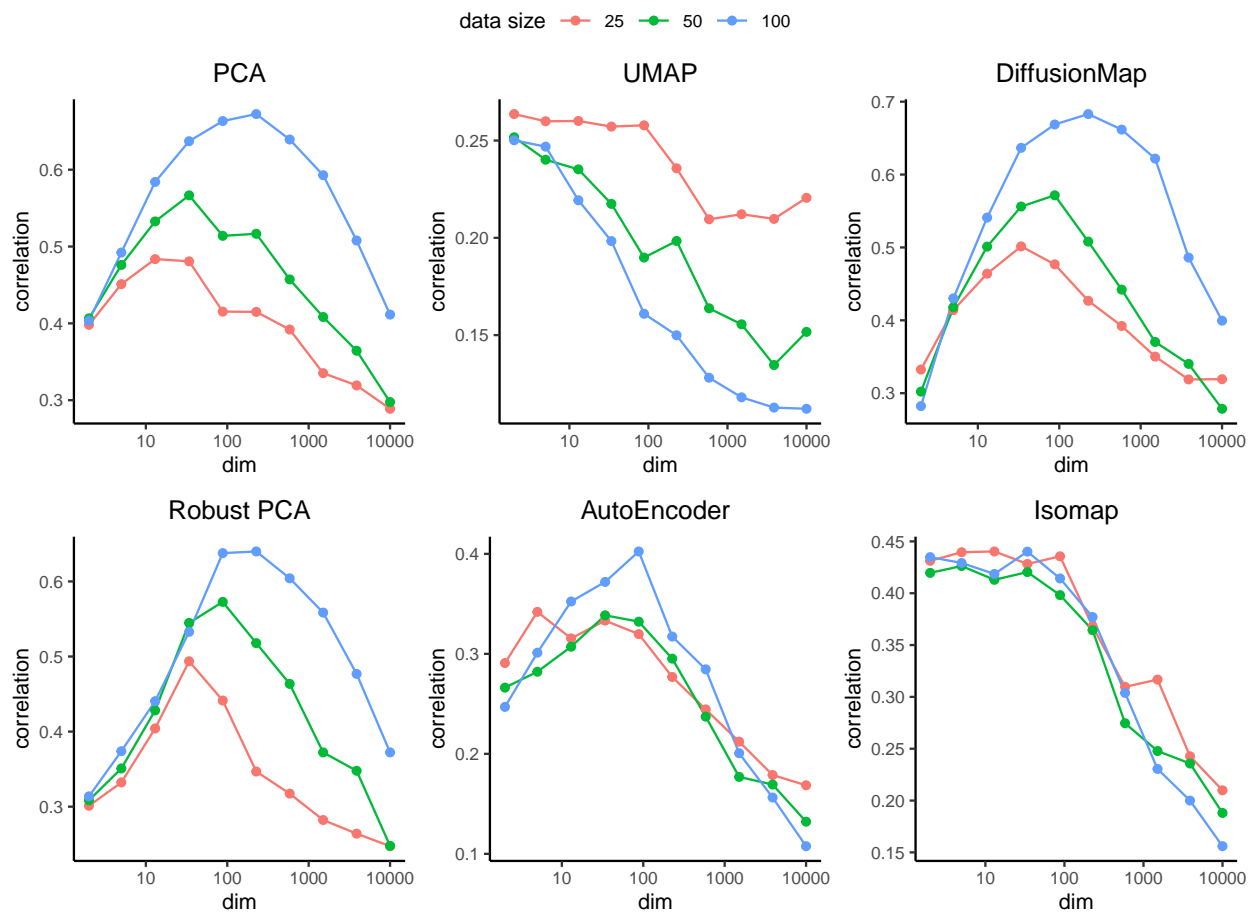 data size 25 50 100
PCA
correlation
0.6
0.5
0.4
0.3
10 100 1000 10000
dim
UMAP
correlation
0.25
0.20
0.15
10 100 1000 10000
dim
DiffusionMap
correlation
0.7
0.6
0.5
0.4
0.3
10 100 1000 10000
dim
Robust PCA
correlation
0.6
0.5
0.4
0.3
10 100 1000 10000
dim
AutoEncoder
correlation
0.4
0.3
0.2
0.1
10 100 1000 10000
dim
Isomap
correlation
0.45
0.40
0.35
0.30
0.25
0.20
0.15
10 100 1000 10000
dim